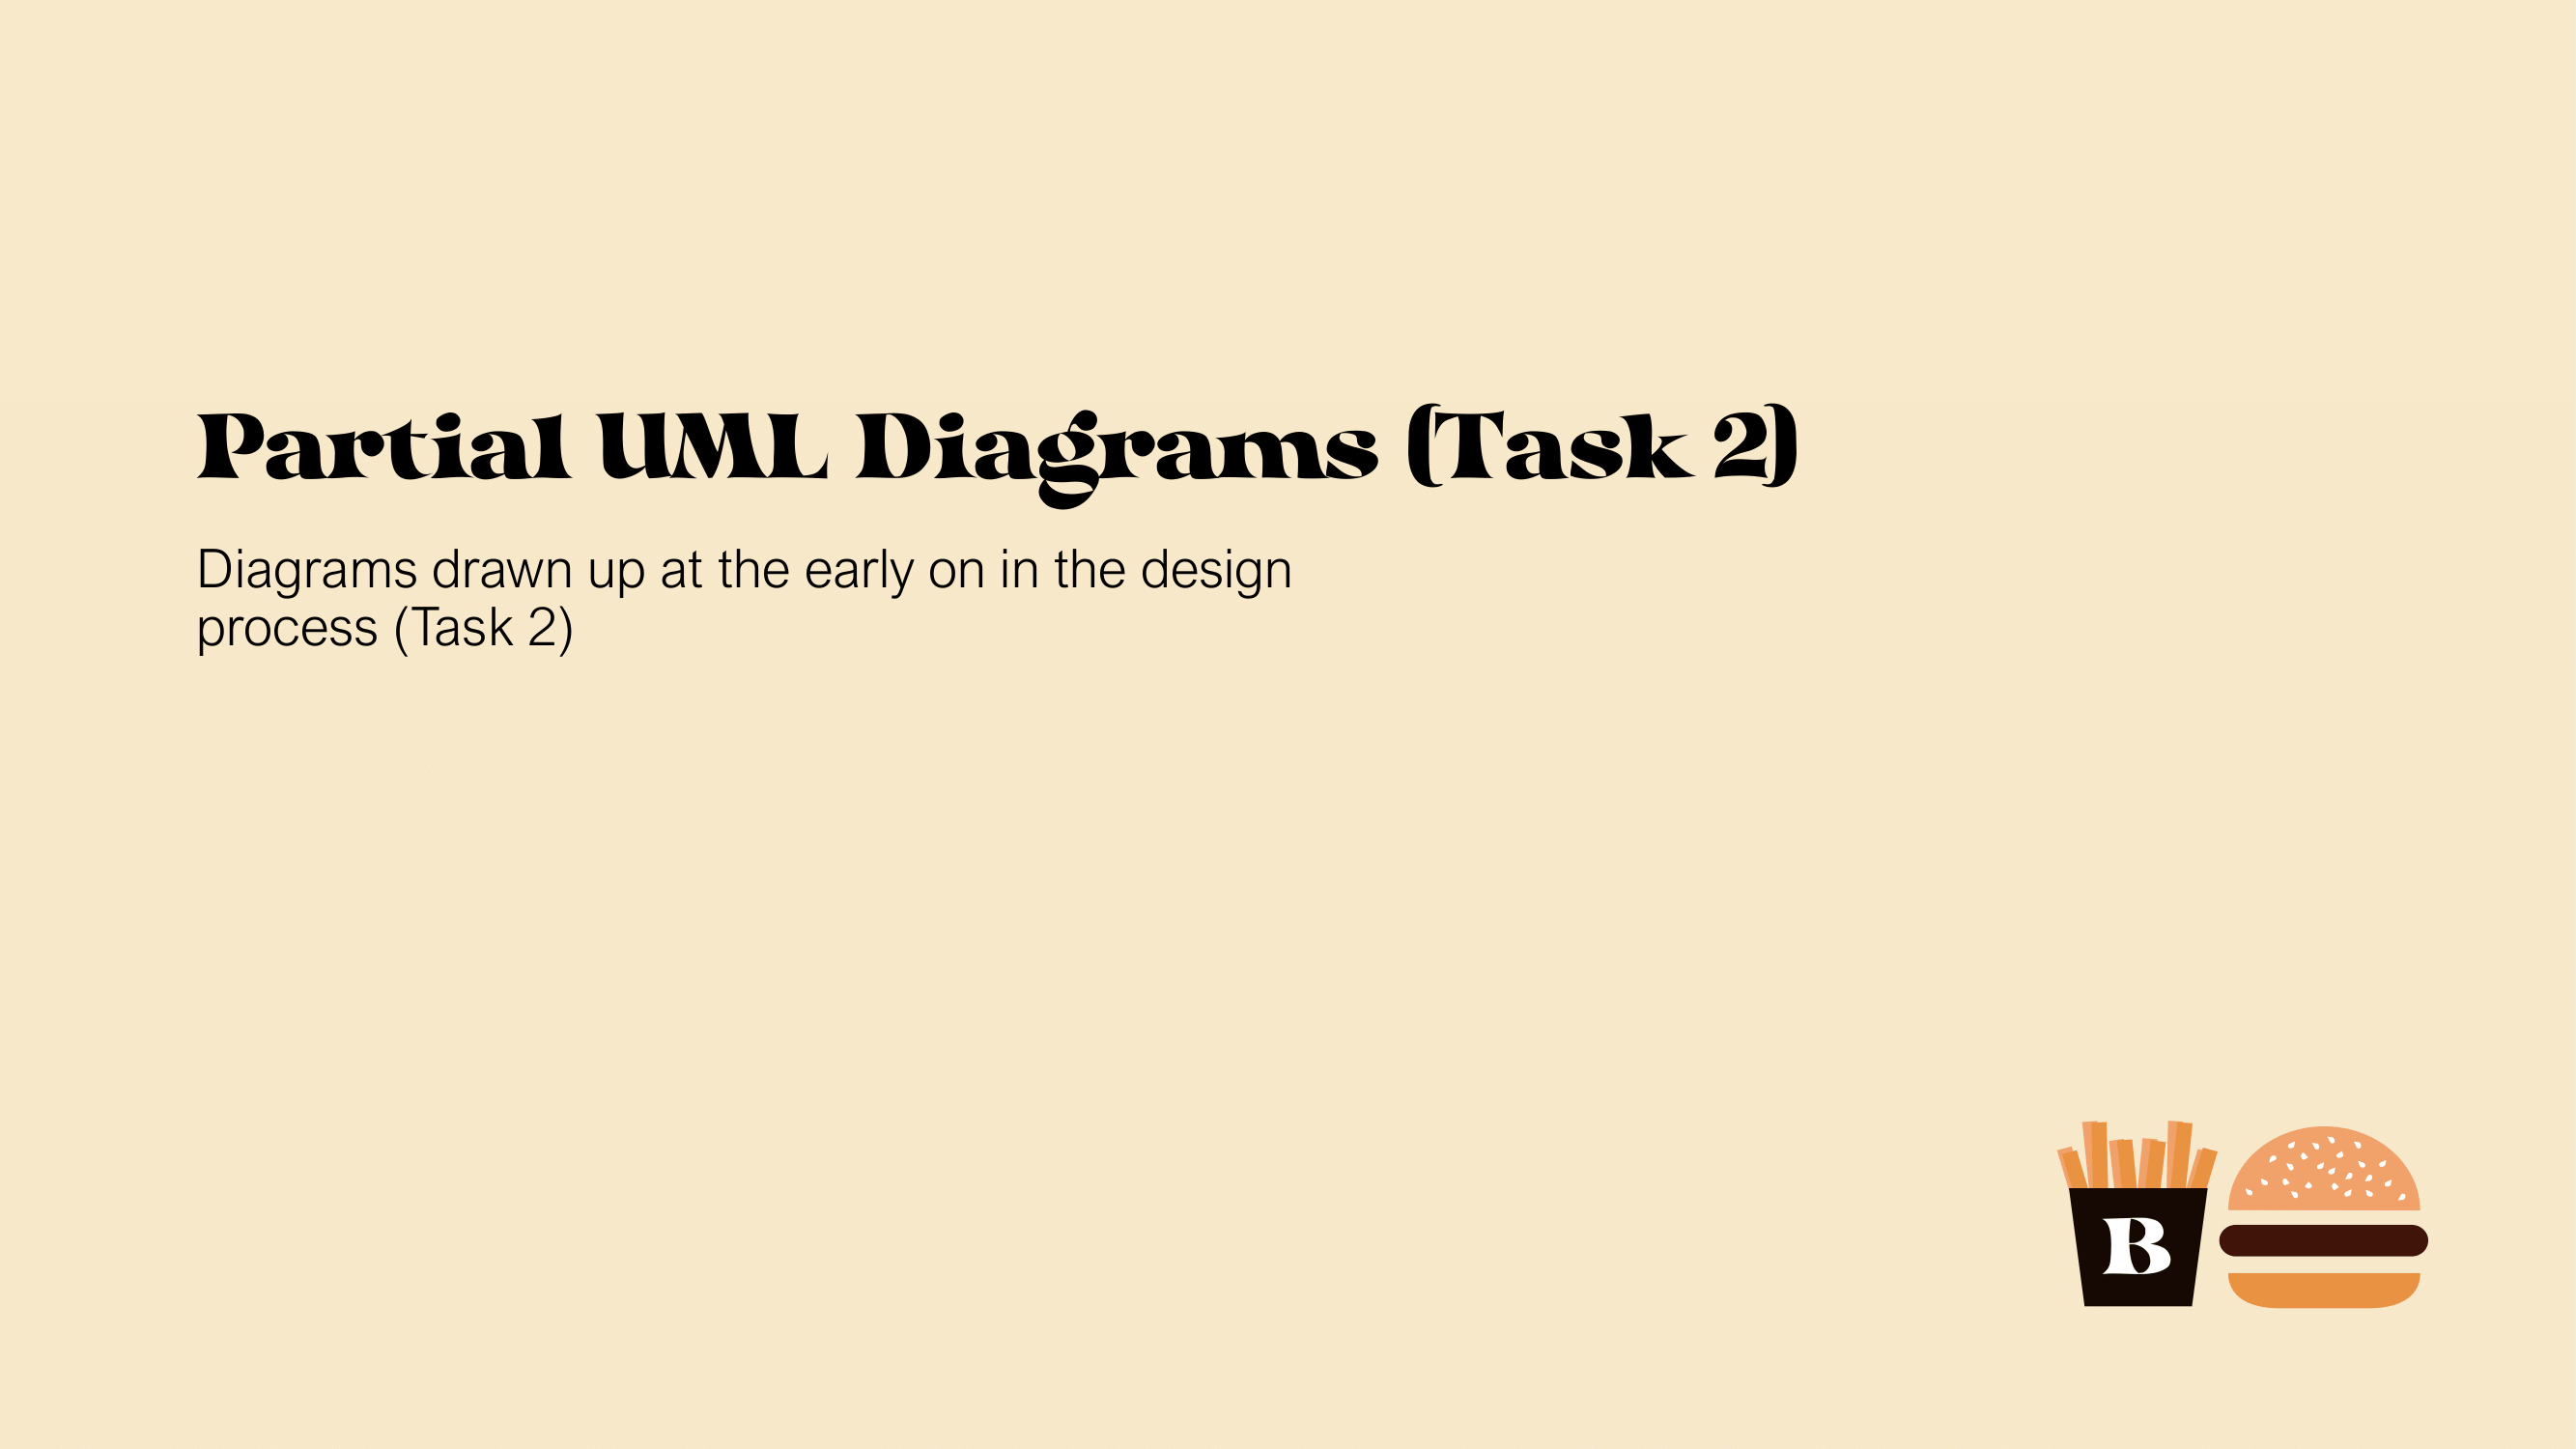 Partial UML Diagrams (Task 2)
Diagrams drawn up at the early on in the design
process (Task 2)
B